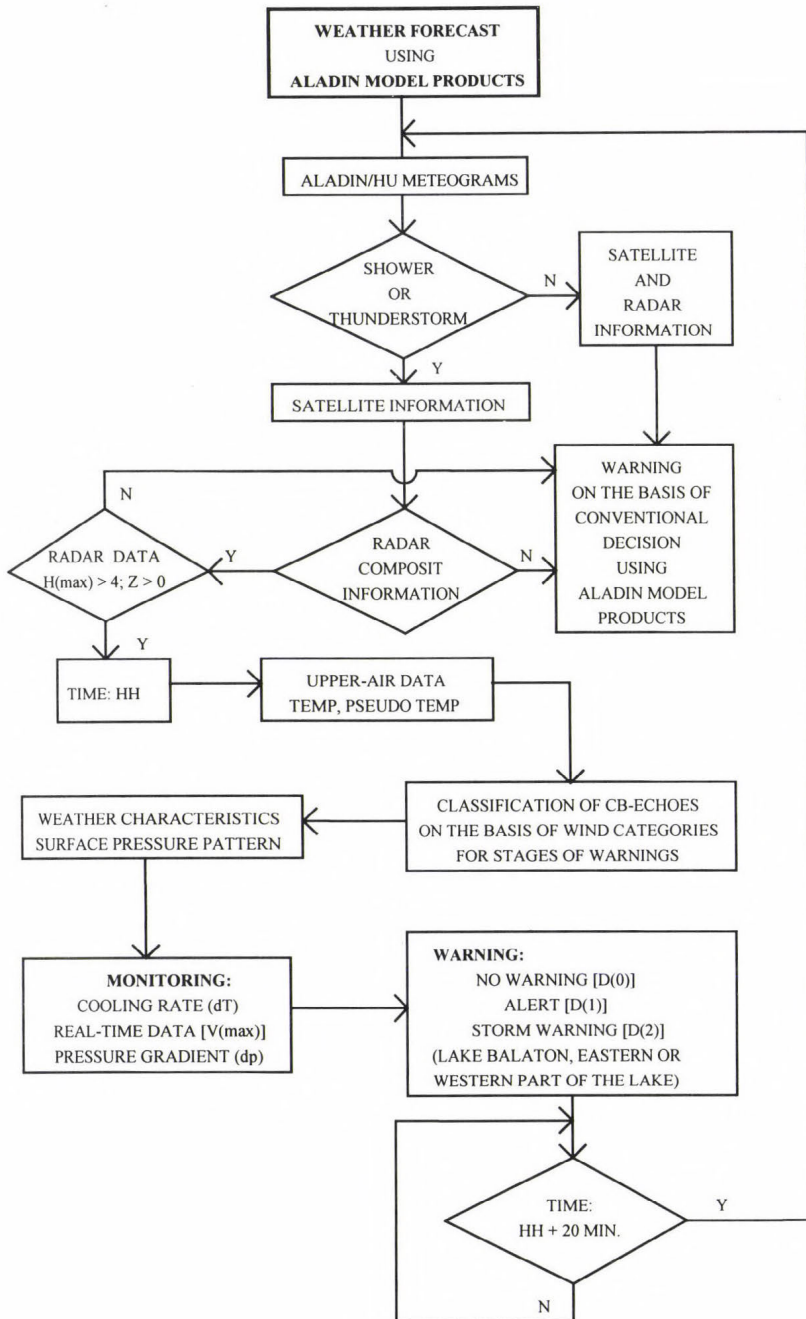 WEATHER FORECAST
USING
ALADIN MODEL PRODUCTS
ALADIN/HU METEOGRAMS
SHOWER
OR
THUNDERSTORM
N
SATELLITE
AND
RADAR
INFORMATION
Y
SATELLITE INFORMATION
N
WARNING
ON THE BASIS OF
CONVENTIONAL
DECISION
USING
ALADIN MODEL
PRODUCTS
RADAR DATA
H(max) > 4; Z > 0
Y
RADAR
COMPOSIT
INFORMATION
N
Y
TIME: HH
UPPER-AIR DATA
TEMP, PSEUDO TEMP
WEATHER CHARACTERISTICS
SURFACE PRESSURE PATTERN
CLASSIFICATION OF CB-ECHOES
ON THE BASIS OF WIND CATEGORIES
FOR STAGES OF WARNINGS
MONITORING:
COOLING RATE (dT)
REAL-TIME DATA [V(max)]
PRESSURE GRADIENT (dp)
WARNING:
NO WARNING [D(0)]
ALERT [D(1)]
STORM WARNING [D(2)]
(LAKE BALATON, EASTERN OR
WESTERN PART OF THE LAKE)
TIME:
HH + 20 MIN.
Y
N